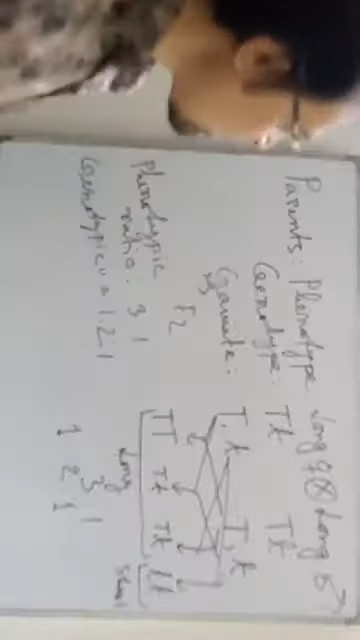 Parents: Phenotype Long ♀ ⊗ Long ♂
Genotype: Tt Tt
Gamete: T, t T, t
F2 TT Tt Tt tt
Long Short
Phenotypic ratio: 3:1 3 1
Genotypic " = 1:2:1 1 2 1